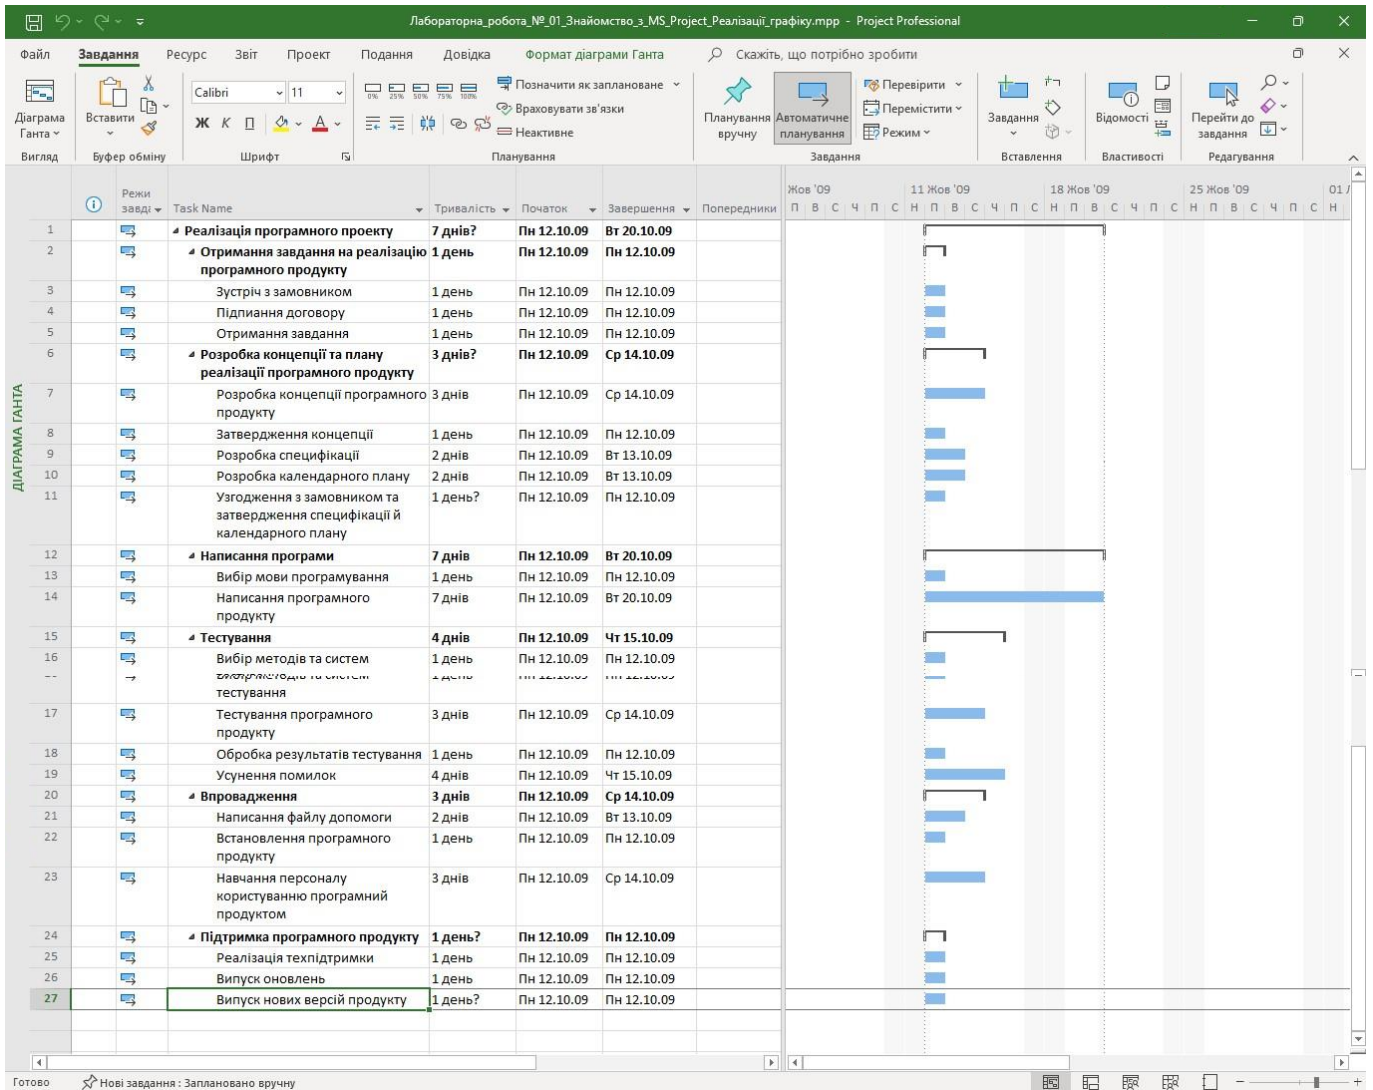 Лабораторна_робота_№_01_Знайомство_з_MS_Project_Реалізації_графіку.mpp - Project Professional
Файл Завдання Ресурс Звіт Проект Подання Довідка Формат діаграми Ганта Скажіть, що потрібно зробити
Діаграма Ганта
Вставити
Calibri 11
Ж К П
0% 25% 50% 75% 100%
Позначити як заплановане
Враховувати зв'язки
Неактивне
Планування вручну
Автоматичне планування
Перевірити
Перемістити
Режим
Завдання
Відомості
Перейти до завдання
Вигляд Буфер обміну Шрифт Планування Завдання Вставлення Властивості Редагування
Жов '09 11 Жов '09 18 Жов '09 25 Жов '09 01
Режи завда Task Name Тривалість Початок Завершення Попередники
П В С Ч П С Н П В С Ч П С Н П В С Ч П С Н П В С Ч П С Н
1 Реалізація програмного проекту 7 днів? Пн 12.10.09 Вт 20.10.09
2 Отримання завдання на реалізацію 1 день Пн 12.10.09 Пн 12.10.09
програмного продукту
3 Зустріч з замовником 1 день Пн 12.10.09 Пн 12.10.09
4 Підпиання договору 1 день Пн 12.10.09 Пн 12.10.09
5 Отримання завдання 1 день Пн 12.10.09 Пн 12.10.09
6 Розробка концепції та плану 3 днів? Пн 12.10.09 Ср 14.10.09
реалізації програмного продукту
7 Розробка концепції програмного 3 днів Пн 12.10.09 Ср 14.10.09
продукту
8 Затвердження концепції 1 день Пн 12.10.09 Пн 12.10.09
9 Розробка специфікації 2 днів Пн 12.10.09 Вт 13.10.09
10 Розробка календарного плану 2 днів Пн 12.10.09 Вт 13.10.09
11 Узгодження з замовником та 1 день? Пн 12.10.09 Пн 12.10.09
затвердження специфікації й
календарного плану
12 Написання програми 7 днів Пн 12.10.09 Вт 20.10.09
13 Вибір мови програмування 1 день Пн 12.10.09 Пн 12.10.09
14 Написання програмного 7 днів Пн 12.10.09 Вт 20.10.09
продукту
15 Тестування 4 днів Пн 12.10.09 Чт 15.10.09
16 Вибір методів та систем 1 день Пн 12.10.09 Пн 12.10.09
тестування
17 Тестування програмного 3 днів Пн 12.10.09 Ср 14.10.09
продукту
18 Обробка результатів тестування 1 день Пн 12.10.09 Пн 12.10.09
19 Усунення помилок 4 днів Пн 12.10.09 Чт 15.10.09
20 Впровадження 3 днів Пн 12.10.09 Ср 14.10.09
21 Написання файлу допомоги 2 днів Пн 12.10.09 Вт 13.10.09
22 Встановлення програмного 1 день Пн 12.10.09 Пн 12.10.09
продукту
23 Навчання персоналу 3 днів Пн 12.10.09 Ср 14.10.09
користуванню програмний
продуктом
24 Підтримка програмного продукту 1 день? Пн 12.10.09 Пн 12.10.09
25 Реалізація техпідтримки 1 день Пн 12.10.09 Пн 12.10.09
26 Випуск оновлень 1 день Пн 12.10.09 Пн 12.10.09
27 Випуск нових версій продукту 1 день? Пн 12.10.09 Пн 12.10.09
ДІАГРАМА ГАНТА
Готово Нові завдання : Заплановано вручну